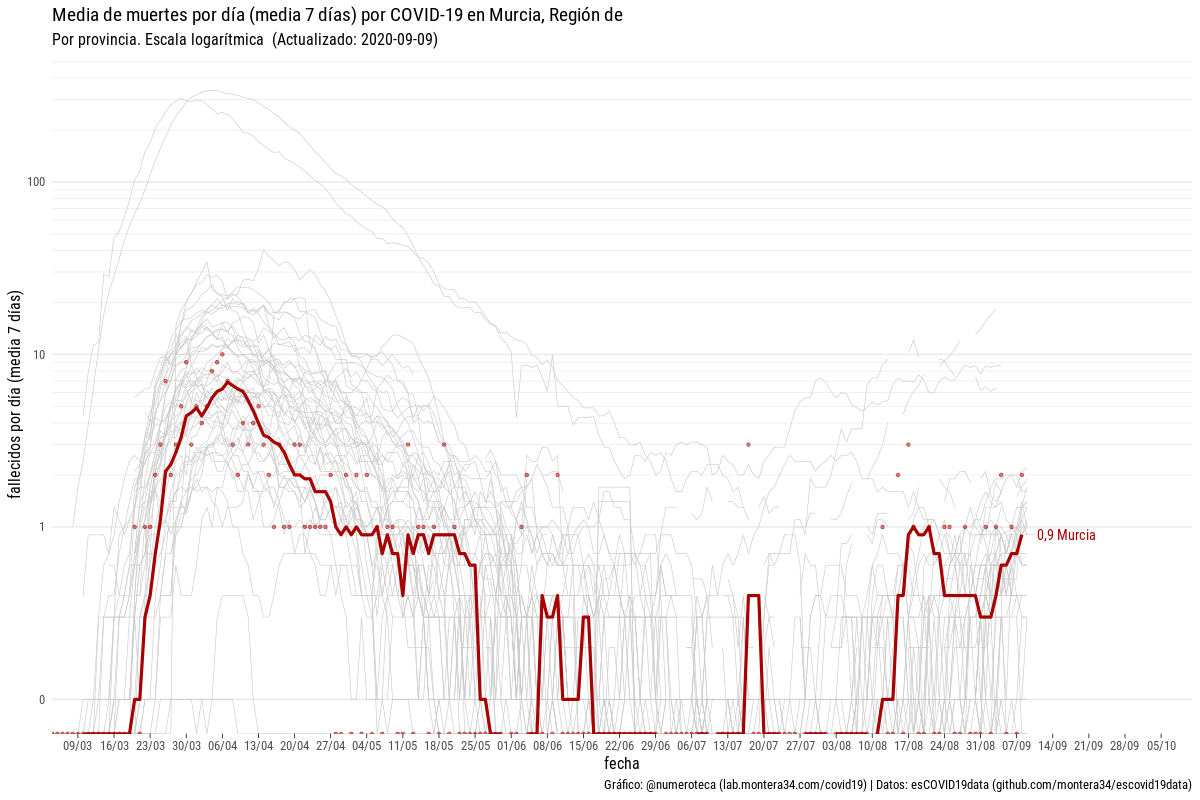 Media de muertes por día (media 7 días) por COVID-19 en Murcia, Región de
Por provincia. Escala logarítmica (Actualizado: 2020-09-09)
fallecidos por día (media 7 días)
100
10
1
0
0,9 Murcia
09/03 16/03 23/03 30/03 06/04 13/04 20/04 27/04 04/05 11/05 18/05 25/05 01/06 08/06 15/06 22/06 29/06 06/07 13/07 20/07 27/07 03/08 10/08 17/08 24/08 31/08 07/09 14/09 21/09 28/09 05/10
fecha
Gráfico: @numeroteca (lab.montera34.com/covid19) | Datos: esCOVID19data (github.com/montera34/escovid19data)